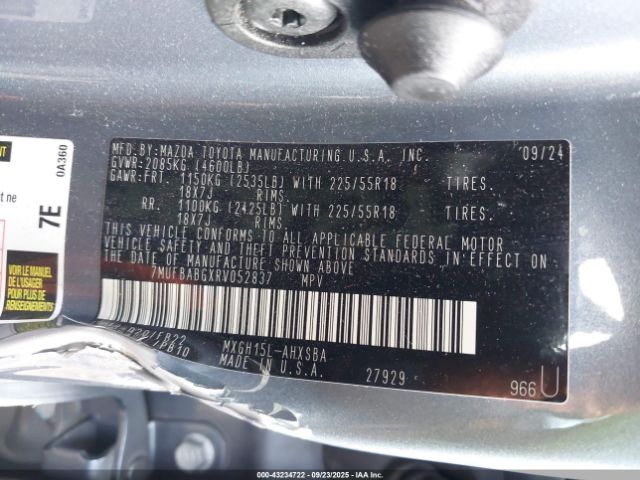 MFD.BY:MAZDA TOYOTA MANUFACTURING U.S.A. INC. 09/24
GVWR:2085KG (4600LB)
GAWR:FRT. 1150KG (2535LB) WITH 225/55R18 TIRES.
18X7J RIMS
RR. 1100KG (2425LB) WITH 225/55R18 TIRES.
18X7J RIMS
THIS VEHICLE CONFORMS TO ALL APPLICABLE FEDERAL MOTOR
VEHICLE SAFETY AND THEFT PREVENTION STANDARDS IN EFFECT ON
THE DATE OF MANUFACTURE SHOWN ABOVE.
7MUFBABGXRV052837 MPV
/FB22
/FB10
MXGH15L-AHXSBA
MADE IN U.S.A.
27929
966 U
0A360
7E
t ne
VOIR LE MANUEL
DE L'USAGER
POUR PLUS DE
RENSEIGNEMENTS
000-43234722 - 09/23/2025 - IAA Inc.